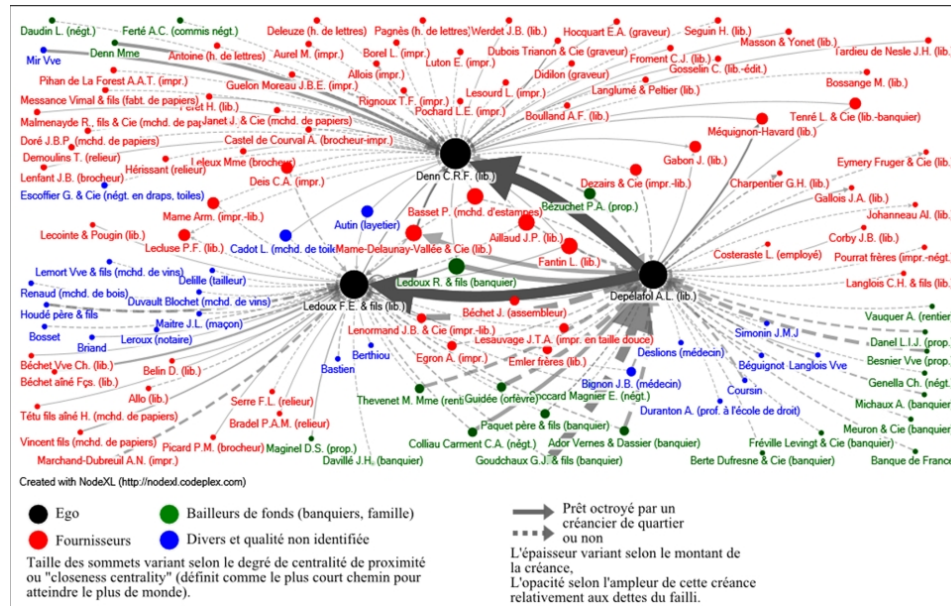 Daudin L. (négt.)
Ferté A.C. (commis négt.)
Deleuze (h. de lettres)
Pagnès (h. de lettres)
Werdet J.B. (lib.)
Hocquart E.A. (graveur)
Seguin H. (lib.)
Masson & Yonet (lib.)
Tardieu de Nesle J.H. (lib.)
Denn Mme
Antoine (h. de lettres)
Aurel M. (impr.)
Borel L. (impr.)
Luton E. (impr.)
Dubois Trianon & Cie (graveur)
Froment C.J. (lib.)
Gosselin C. (lib.-édit.)
Mir Vve
Pihan de La Forest A.A.T. (impr.)
Guelon Moreau J.B.E. (impr.)
Allois (impr.)
Didilon (graveur)
Langlumé & Peltier (lib.)
Bossange M. (lib.)
Messance Vimal & fils (fabt. de papiers)
H. (lib.)
Rignoux T.F. (impr.)
Lesourd L. (impr.)
Pochard L.E. (impr.)
Boulland A.F. (lib.)
Tenré L. & Cie (lib.-banquier)
Malmenayde R., fils & Cie (mchd. de pap
Janet J. & Cie (mchd. de papiers)
Méquignon-Havard (lib.)
Doré J.B.P (mchd. de papiers)
Castel de Courval A. (brocheur-impr.)
Demoulins T. (relieur)
Leleux Mme (brocheur)
Gabon J. (lib.)
Eymery Fruger & Cie (lib.)
Lenfant J.B. (brocheur)
Hérissant (relieur)
Deis C.A. (impr.)
Denn C.R.F. (lib.)
Dezairs & Cie (impr.-lib.)
Charpentier G.H. (lib.)
Escoffier G. & Cie (négt. en draps, toiles)
Bézuchet P.A. (prop.)
Gallois J.A. (lib.)
Mame Arm. (impr.-lib.)
Autin (layetier)
Basset P. (mchd. d'estampes)
Johanneau Al. (lib.)
Lecointe & Pougin (lib.)
Ailland J.P. (lib.)
Corby J.B. (lib.)
Lecluse P.F. (lib.)
Cadot L. (mchd. de toile
Mame-Delaunay-Vallée & Cie (lib.)
Fantin L. (lib.)
Costeraste L. (employé)
Pourrat frères (impr.-négt.)
Lemort Vve & fils (mchd. de vins)
Delille (tailleur)
Ledoux R. & fils (banquier)
Langlois C.H. & fils (lib.)
Renaud (mchd. de bois)
Duvault Blochet (mchd. de vins)
Ledoux F.E. & fils (lib.)
Depélafol A.L. (lib.)
Houdé père & fils
Maitre J.L. (maçon)
Béchet J. (assembleur)
Vauquer A. (rentier
Bosset
Leroux (notaire)
Lenormand J.B. & Cie (impr.-lib.)
Lesauvage J.T.A. (impr. en taille douce)
Simonin J.M.J
Danel L.I.J. (prop.
Briand
Berthiou
Egron A. (impr.)
Emler frères (lib.)
Deslions (médecin)
Béguignot Langlois Vve
Besnier Vve (prop.)
Béchet Vve Ch. (lib.)
Belin D. (lib.)
Bastien
Bignon J.B. (médecin)
Genella Ch. (négt.
Béchet aîné Fçs. (lib.)
Allo (lib.)
Serre F.L. (relieur)
Thevenet M. Mme (rent
Guidée (orfèvre)
occard Magnier E. (négt.)
Coursin
Michaux A. (banquier)
Têtu fils aîné H. (mchd. de papiers)
Bradel P.A.M. (relieur)
Paquet père & fils (banquier)
Duranton A. (prof. à l'école de droit)
Meuron & Cie (banquier)
Vincent fils (mchd. de papiers)
Picard P.M. (brocheur)
Maginel D.S. (prop.)
Colliau Carment C.A. (négt.)
Ador Vernes & Dassier (banquier)
Fréville Levingt & Cie (banquier)
Marchand-Dubreuil A.N. (impr.)
Davillé J.H. (banquier)
Goudchaux G.J. & fils (banquier)
Berte Dufresne & Cie (banquier)
Banque de France
Created with NodeXL (http://nodexl.codeplex.com)
Ego
Bailleurs de fonds (banquiers, famille)
Fournisseurs
Divers et qualité non identifiée
Taille des sommets variant selon le degré de centralité de proximité
ou "closeness centrality" (définit comme le plus court chemin pour
atteindre le plus de monde).
Prêt octroyé par un
créancier de quartier
ou non
L'épaisseur variant selon le montant de
la créance,
L'opacité selon l'ampleur de cette créance
relativement aux dettes du failli.